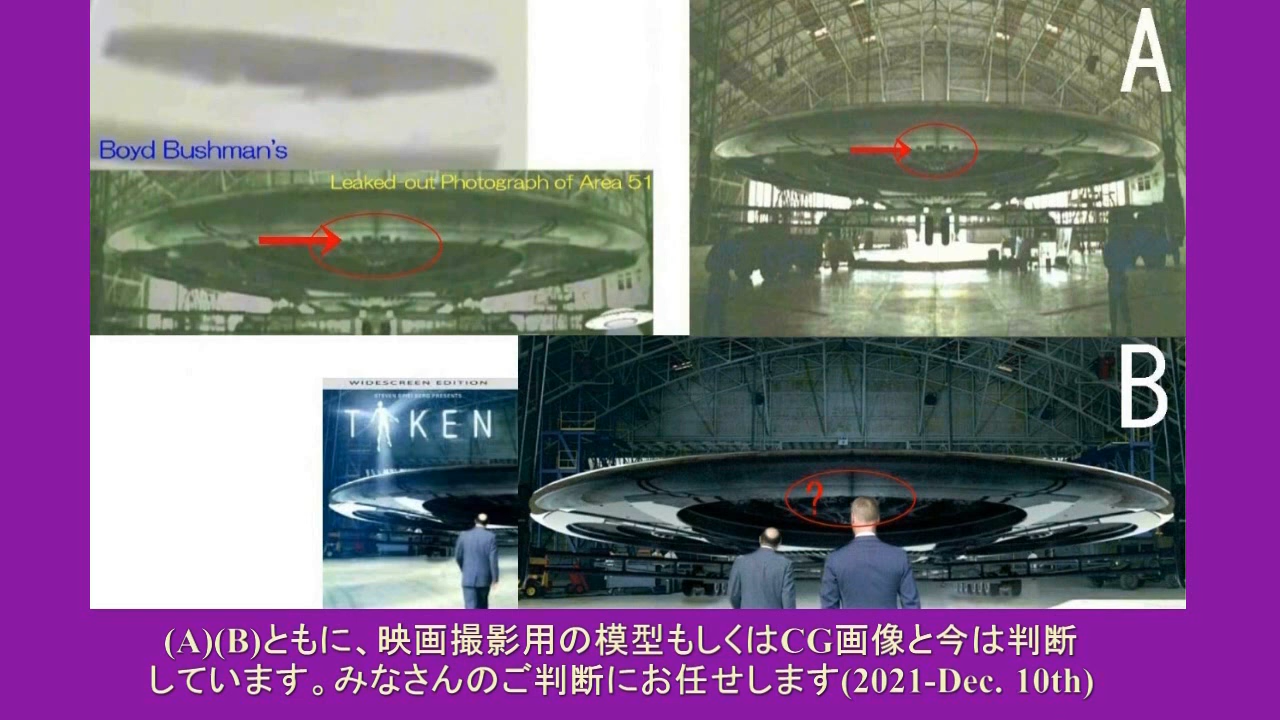 Boyd Bushman's
Leaked-out Photograph of Area 51
A
WIDESCREEN EDITION
STEVEN SPIELBERG PRESENTS
TAKEN
B
?
(A)(B)ともに、映画撮影用の模型もしくはCG画像と今は判断
しています。みなさんのご判断にお任せします(2021-Dec. 10th)